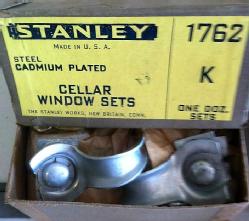 STANLEY
MADE IN U. S. A.
1762
STEEL
CADMIUM PLATED
K
CELLAR
WINDOW SETS
ONE DOZ.
SETS
THE STANLEY WORKS, NEW BRITAIN, CONN.